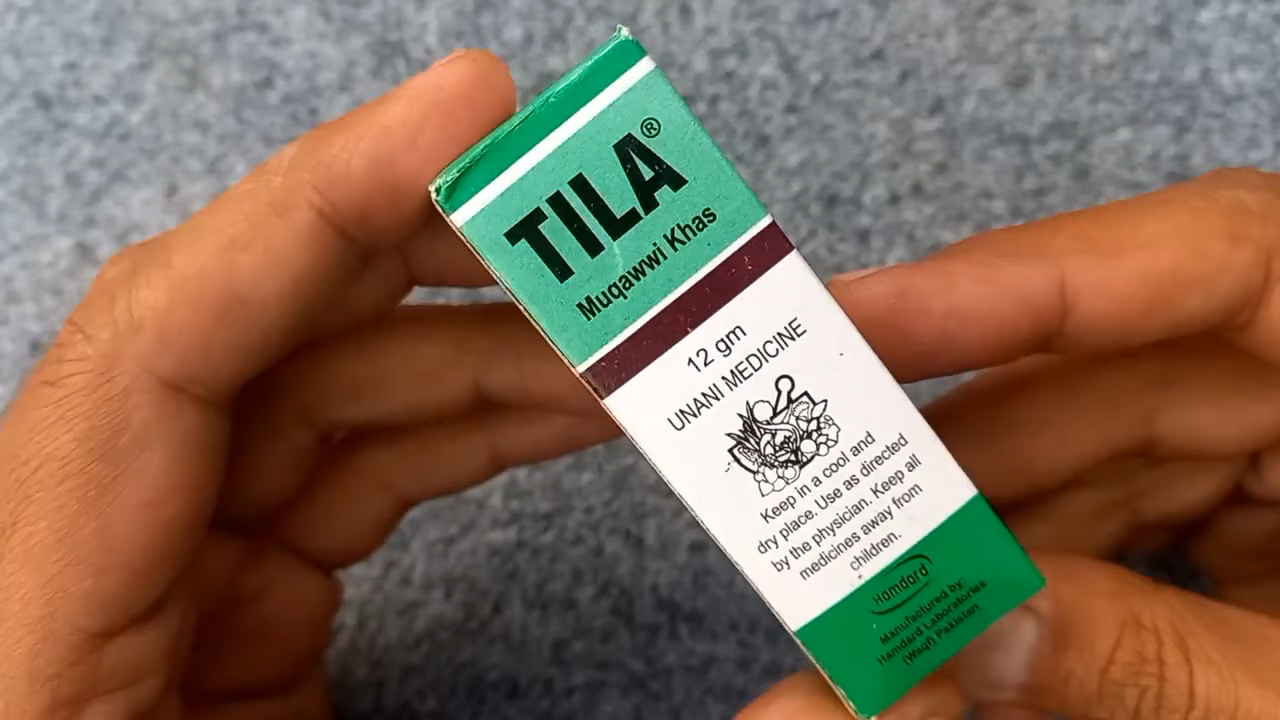 TILA®
Muqawwi Khas
12 gm
UNANI MEDICINE
Keep in a cool and
dry place. Use as directed
by the physician. Keep all
medicines away from
children.
Hamdard
Manufactured by:
Hamdard Laboratories
(Waqf) Pakistan